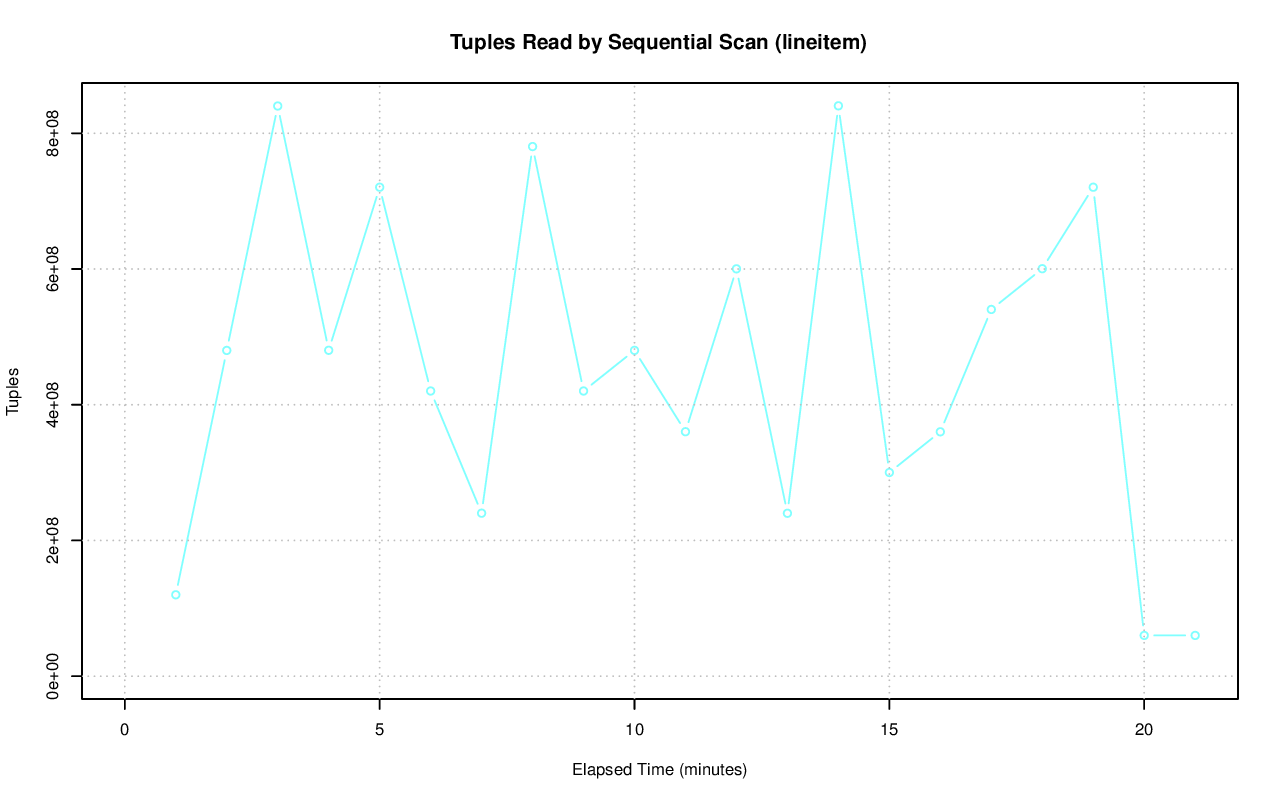 Tuples Read by Sequential Scan (lineitem)
Tuples
8e+08
6e+08
4e+08
2e+08
0e+00
0 5 10 15 20
Elapsed Time (minutes)